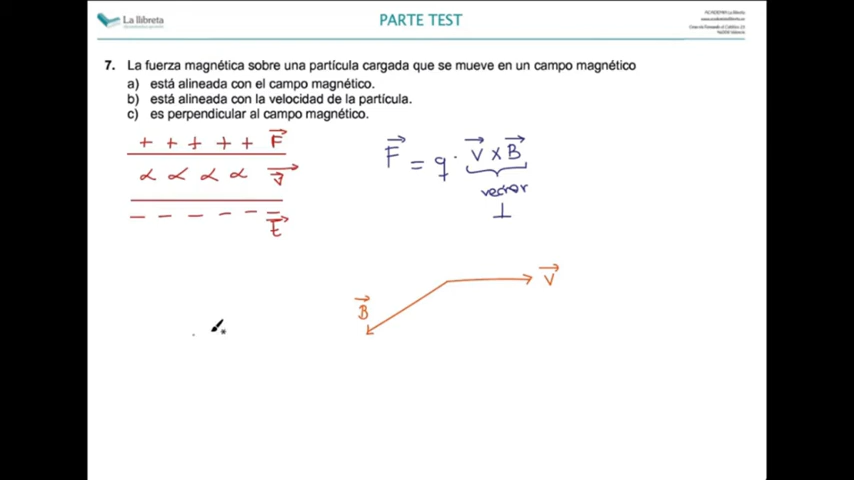 La llibreta
PARTE TEST
7. La fuerza magnética sobre una partícula cargada que se mueve en un campo magnético
a) está alineada con el campo magnético.
b) está alineada con la velocidad de la partícula.
c) es perpendicular al campo magnético.
+ + + + + F
α α α α v
− − − − − − E
F = q · v x B
vector
⊥
v
B